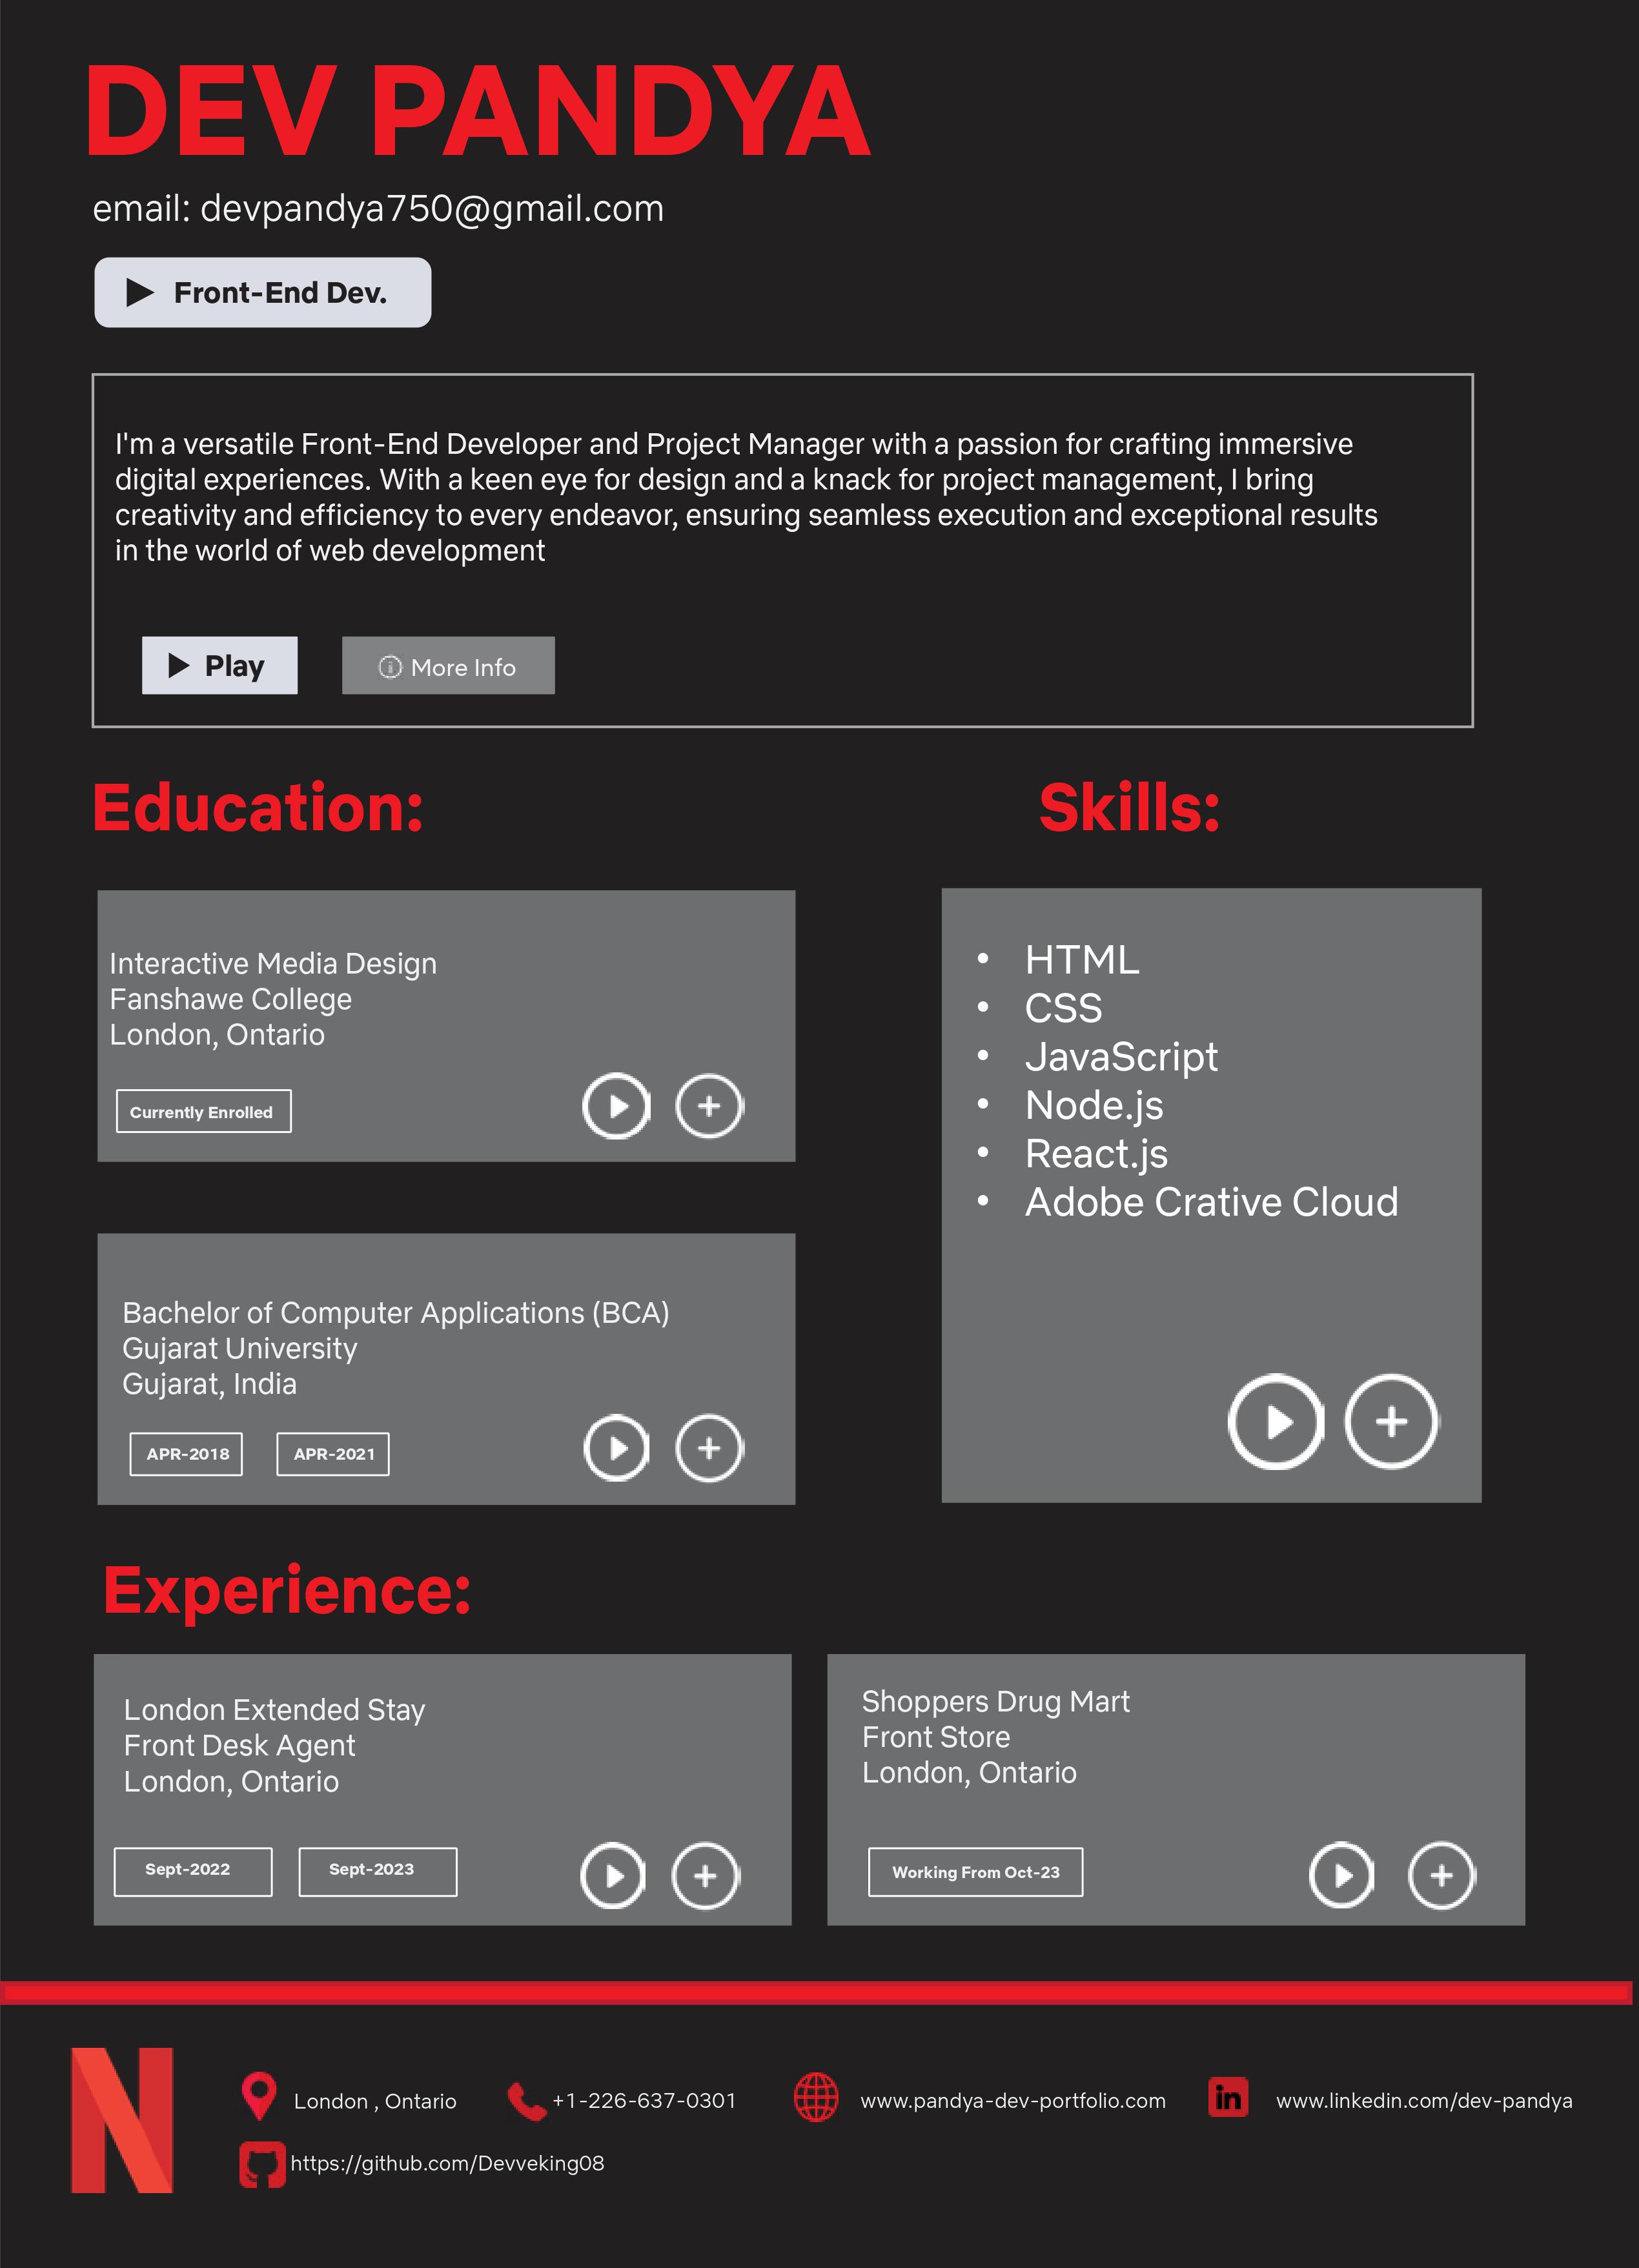 DEV PANDYA
email: devpandya750@gmail.com
Front-End Dev.
I'm a versatile Front-End Developer and Project Manager with a passion for crafting immersive
digital experiences. With a keen eye for design and a knack for project management, I bring
creativity and efficiency to every endeavor, ensuring seamless execution and exceptional results
in the world of web development
Play
More Info
Education:
Interactive Media Design
Fanshawe College
London, Ontario
Currently Enrolled
Bachelor of Computer Applications (BCA)
Gujarat University
Gujarat, India
APR-2018 APR-2021
Skills:
• HTML
• CSS
• JavaScript
• Node.js
• React.js
• Adobe Crative Cloud
Experience:
London Extended Stay
Front Desk Agent
London, Ontario
Sept-2022 Sept-2023
Shoppers Drug Mart
Front Store
London, Ontario
Working From Oct-23
N
London , Ontario
+1-226-637-0301
www.pandya-dev-portfolio.com
in
www.linkedin.com/dev-pandya
https://github.com/Devveking08